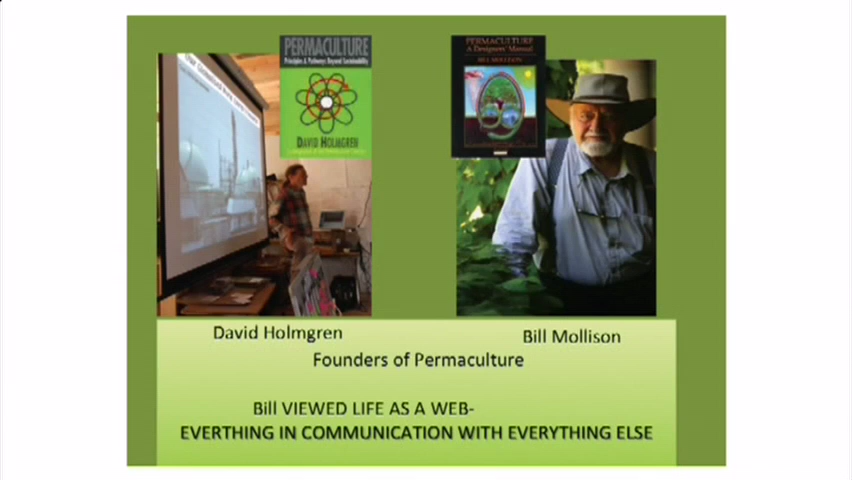 PERMACULTURE
Principles & Pathways Beyond Sustainability
DAVID HOLMGREN
PERMACULTURE
A Designers' Manual
BILL MOLLISON
David Holmgren
Bill Mollison
Founders of Permaculture
Bill VIEWED LIFE AS A WEB-
EVERTHING IN COMMUNICATION WITH EVERYTHING ELSE